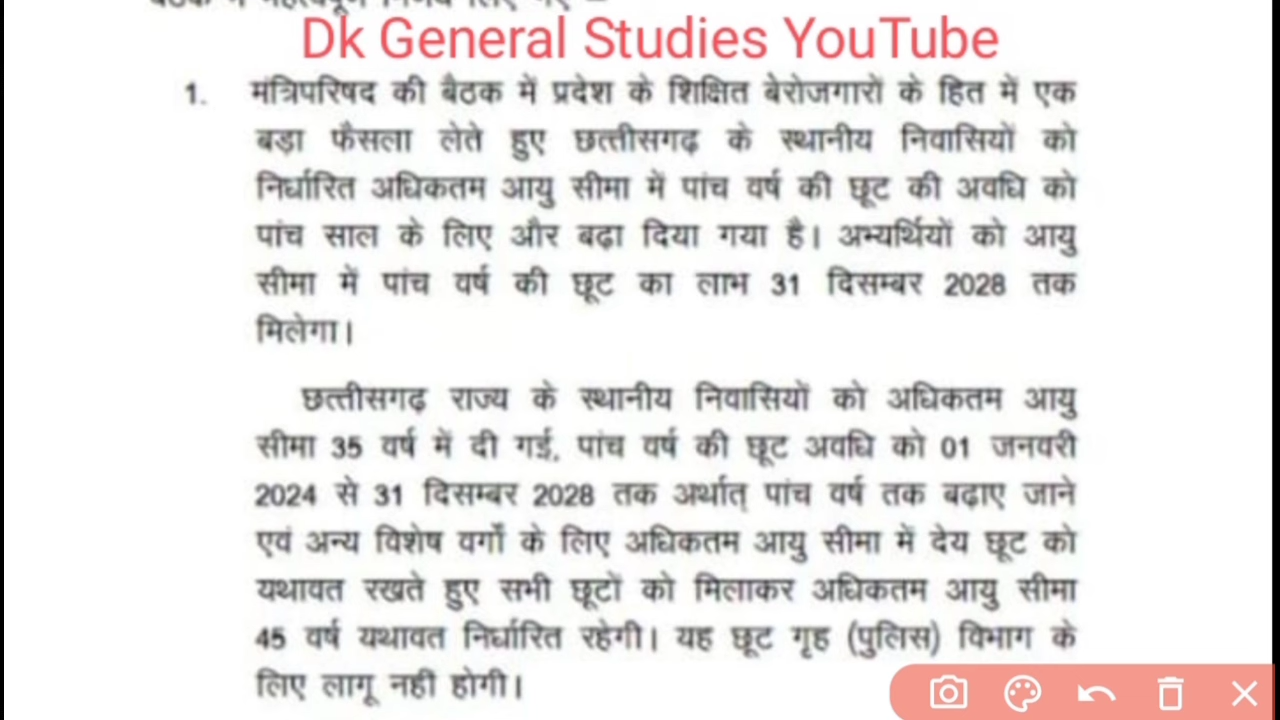 Dk General Studies YouTube
1. मंत्रिपरिषद की बैठक में प्रदेश के शिक्षित बेरोजगारों के हित में एक
बड़ा फैसला लेते हुए छत्तीसगढ़ के स्थानीय निवासियों को
निर्धारित अधिकतम आयु सीमा में पांच वर्ष की छूट की अवधि को
पांच साल के लिए और बढ़ा दिया गया है। अभ्यर्थियों को आयु
सीमा में पांच वर्ष की छूट का लाभ 31 दिसम्बर 2028 तक
मिलेगा।
छत्तीसगढ़ राज्य के स्थानीय निवासियों को अधिकतम आयु
सीमा 35 वर्ष में दी गई, पांच वर्ष की छूट अवधि को 01 जनवरी
2024 से 31 दिसम्बर 2028 तक अर्थात् पांच वर्ष तक बढ़ाए जाने
एवं अन्य विशेष वर्गों के लिए अधिकतम आयु सीमा में देय छूट को
यथावत रखते हुए सभी छूटों को मिलाकर अधिकतम आयु सीमा
45 वर्ष यथावत निर्धारित रहेगी। यह छूट गृह (पुलिस) विभाग के
लिए लागू नहीं होगी।